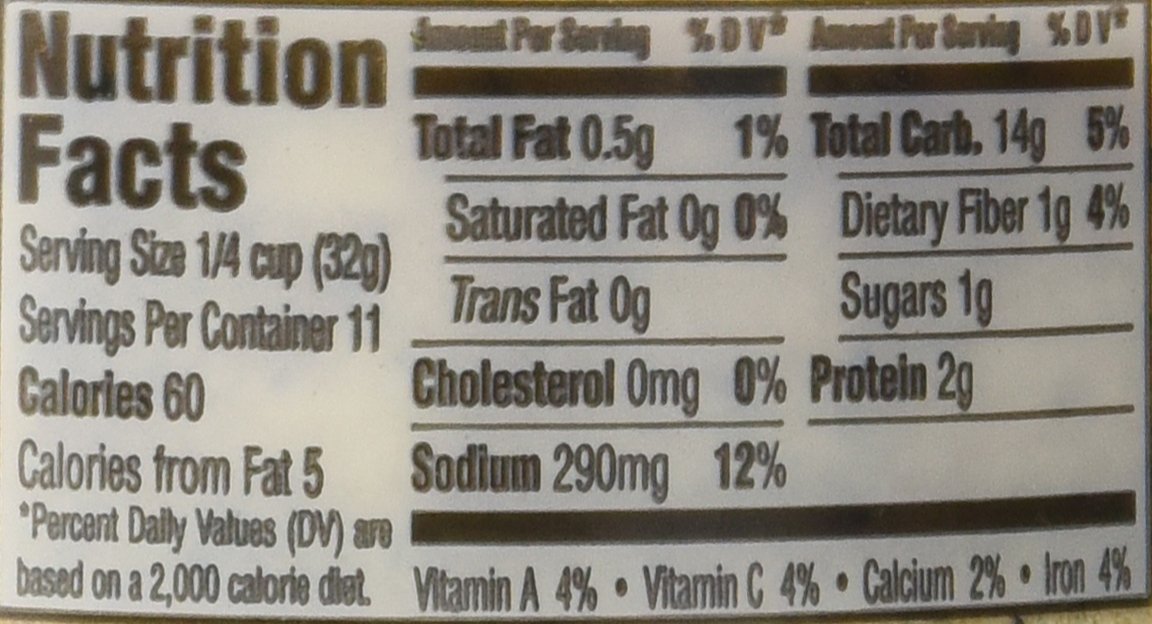 Nutrition
Facts
Serving Size 1/4 cup (32g)
Servings Per Container 11
Calories 60
Calories from Fat 5
*Percent Daily Values (DV) are
based on a 2,000 calorie diet.
Amount Per Serving % DV*
Total Fat 0.5g 1%
Saturated Fat 0g 0%
Trans Fat 0g
Cholesterol 0mg 0%
Sodium 290mg 12%
Amount Per Serving % DV*
Total Carb. 14g 5%
Dietary Fiber 1g 4%
Sugars 1g
Protein 2g
Vitamin A 4% • Vitamin C 4% • Calcium 2% • Iron 4%